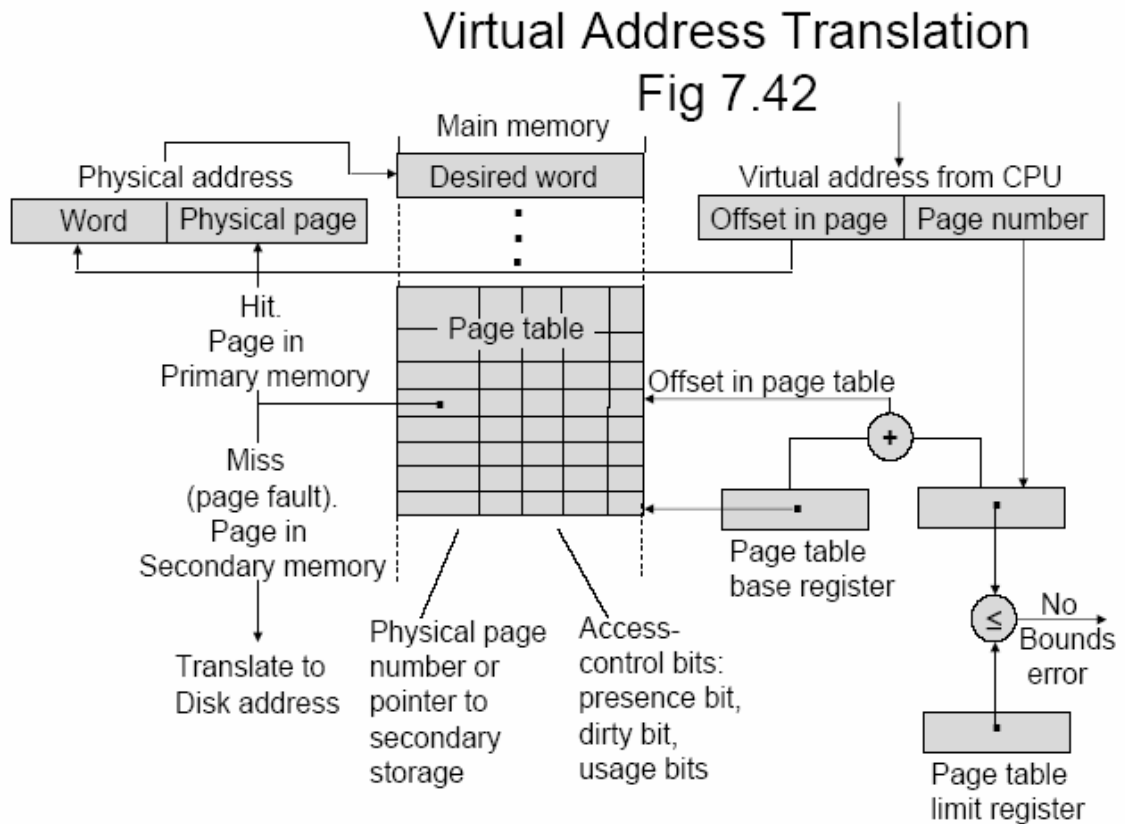 Virtual Address Translation
Fig 7.42
Main memory
Physical address
Desired word
Virtual address from CPU
Word
Physical page
Offset in page
Page number
Hit.
Page in
Primary memory
Page table
Offset in page table
+
Miss
(page fault).
Page in
Secondary memory
Page table
base register
≤
No
Bounds
error
Translate to
Disk address
Physical page
number or
pointer to
secondary
storage
Access-
control bits:
presence bit,
dirty bit,
usage bits
Page table
limit register